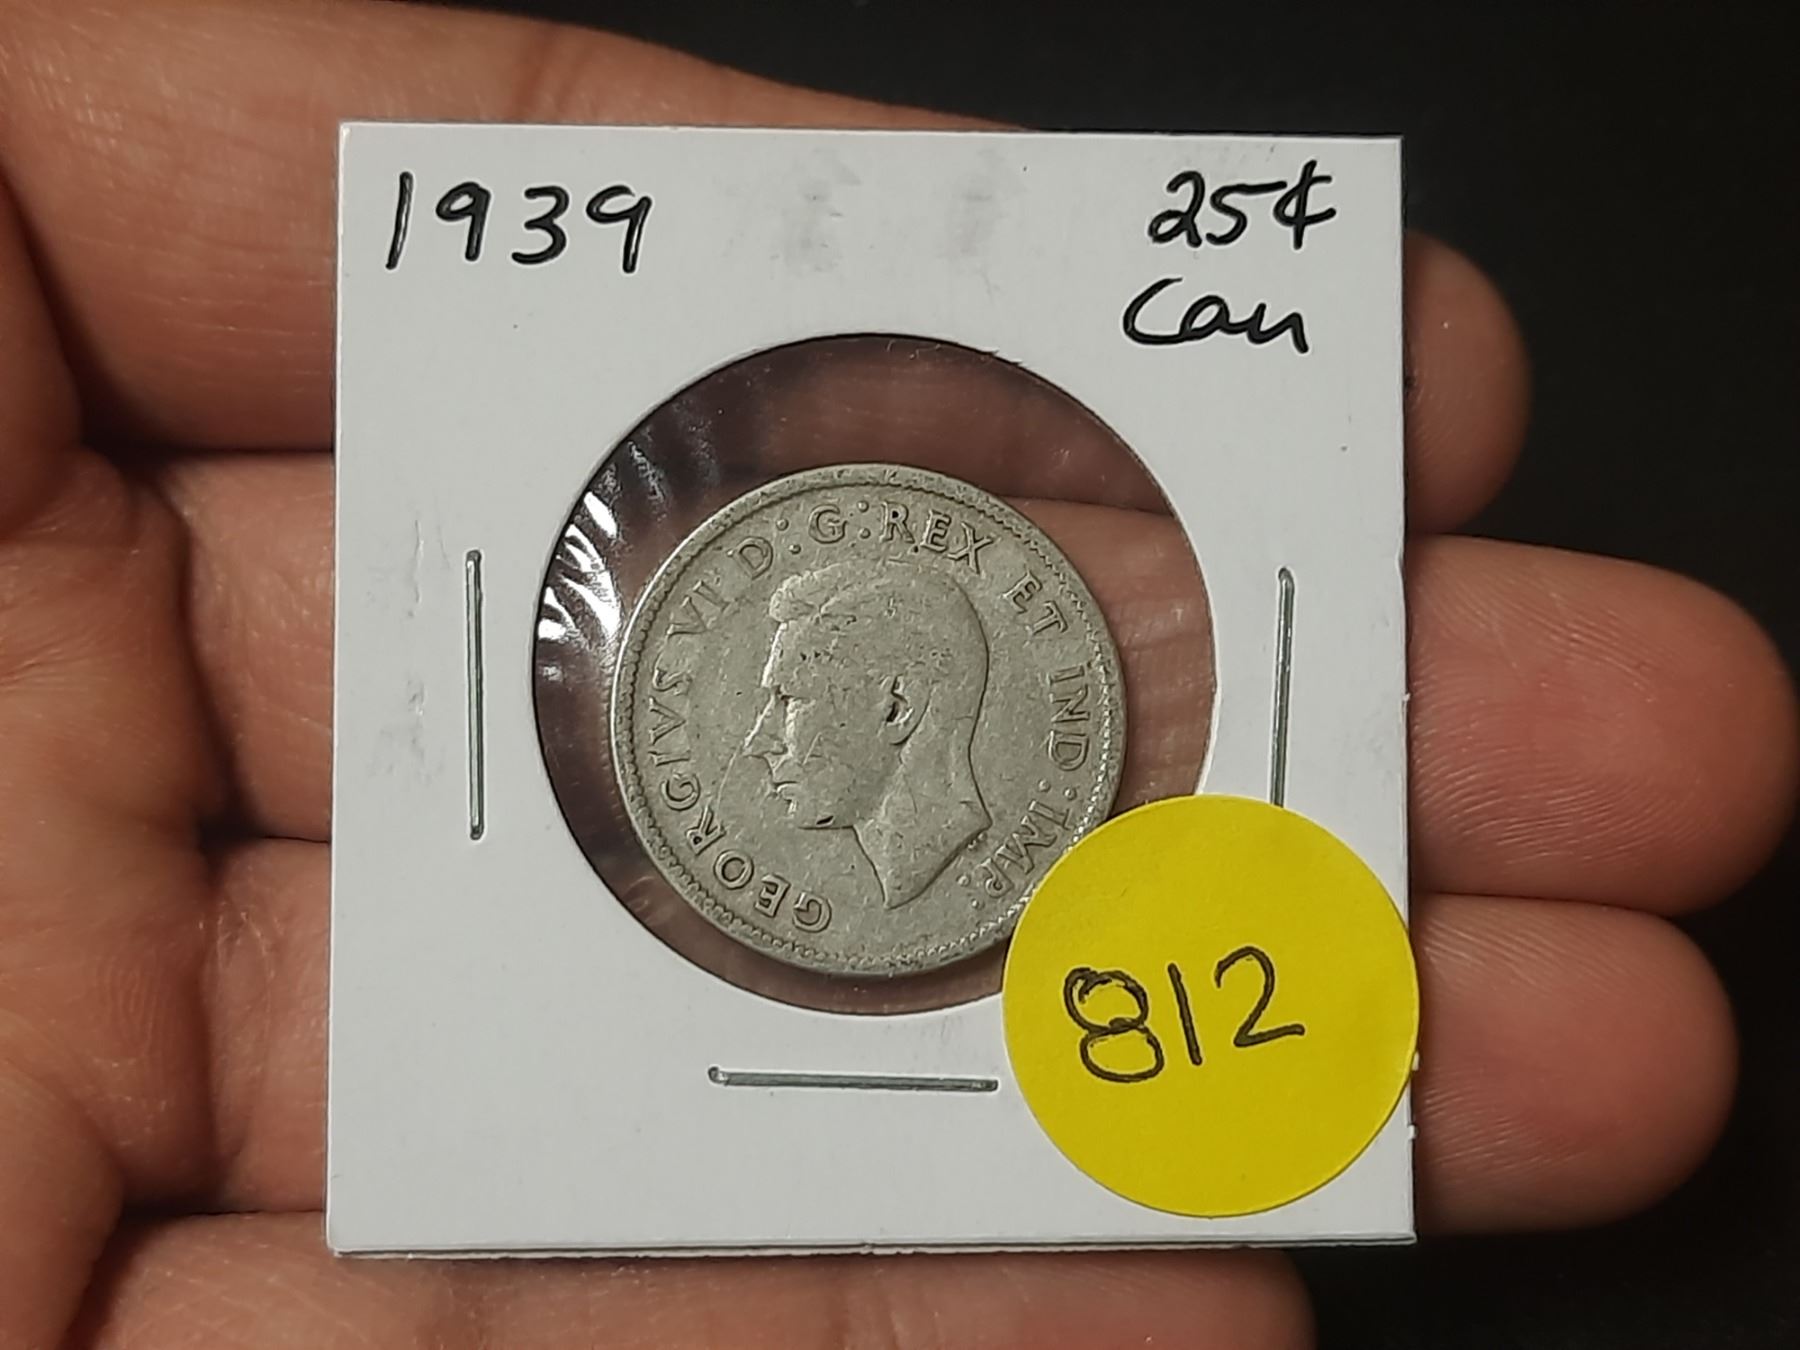 1939
25¢
Can
GEORGIVS VI D:G:REX ET IND:IMP:
812